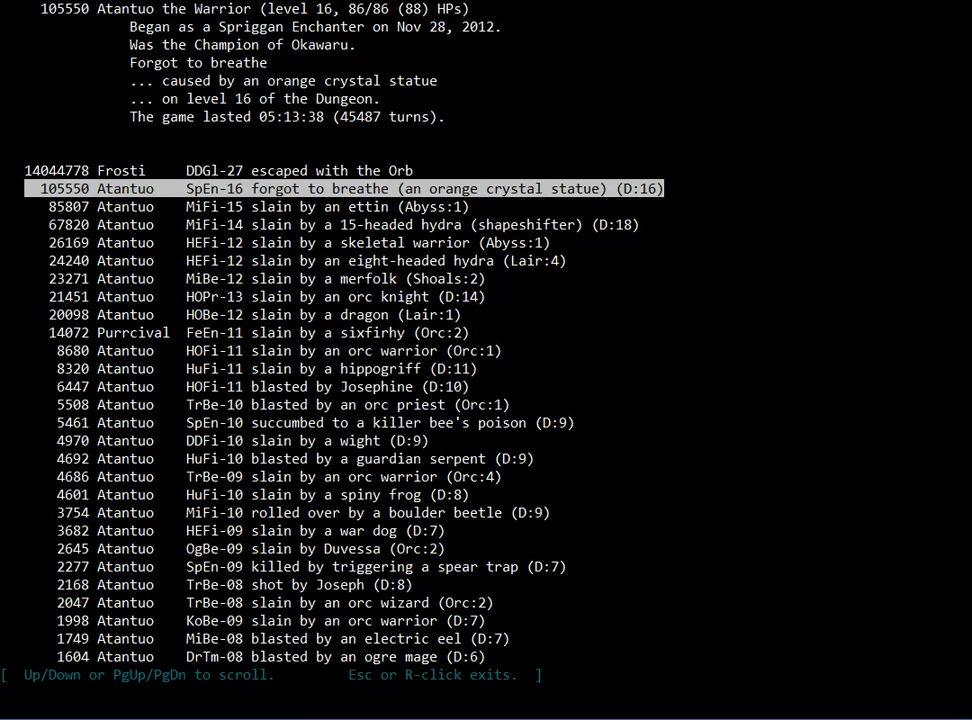 105550 Atantuo the Warrior (level 16, 86/86 (88) HPs)
Began as a Spriggan Enchanter on Nov 28, 2012.
Was the Champion of Okawaru.
Forgot to breathe
... caused by an orange crystal statue
... on level 16 of the Dungeon.
The game lasted 05:13:38 (45487 turns).
14044778 Frosti DDGl-27 escaped with the Orb
105550 Atantuo SpEn-16 forgot to breathe (an orange crystal statue) (D:16)
85807 Atantuo MiFi-15 slain by an ettin (Abyss:1)
67820 Atantuo MiFi-14 slain by a 15-headed hydra (shapeshifter) (D:18)
26169 Atantuo HEFi-12 slain by a skeletal warrior (Abyss:1)
24240 Atantuo HEFi-12 slain by an eight-headed hydra (Lair:4)
23271 Atantuo MiBe-12 slain by a merfolk (Shoals:2)
21451 Atantuo HOPr-13 slain by an orc knight (D:14)
20098 Atantuo HOBe-12 slain by a dragon (Lair:1)
14072 Purrcival FeEn-11 slain by a sixfirhy (Orc:2)
8680 Atantuo HOFi-11 slain by an orc warrior (Orc:1)
8320 Atantuo HuFi-11 slain by a hippogriff (D:11)
6447 Atantuo HOFi-11 blasted by Josephine (D:10)
5508 Atantuo TrBe-10 blasted by an orc priest (Orc:1)
5461 Atantuo SpEn-10 succumbed to a killer bee's poison (D:9)
4970 Atantuo DDFi-10 slain by a wight (D:9)
4692 Atantuo HuFi-10 blasted by a guardian serpent (D:9)
4686 Atantuo TrBe-09 slain by an orc warrior (Orc:4)
4601 Atantuo HuFi-10 slain by a spiny frog (D:8)
3754 Atantuo MiFi-10 rolled over by a boulder beetle (D:9)
3682 Atantuo HEFi-09 slain by a war dog (D:7)
2645 Atantuo OgBe-09 slain by Duvessa (Orc:2)
2277 Atantuo SpEn-09 killed by triggering a spear trap (D:7)
2168 Atantuo TrBe-08 shot by Joseph (D:8)
2047 Atantuo TrBe-08 slain by an orc wizard (Orc:2)
1998 Atantuo KoBe-09 slain by an orc warrior (D:7)
1749 Atantuo MiBe-08 blasted by an electric eel (D:7)
1604 Atantuo DrTm-08 blasted by an ogre mage (D:6)
[ Up/Down or PgUp/PgDn to scroll. Esc or R-click exits. ]